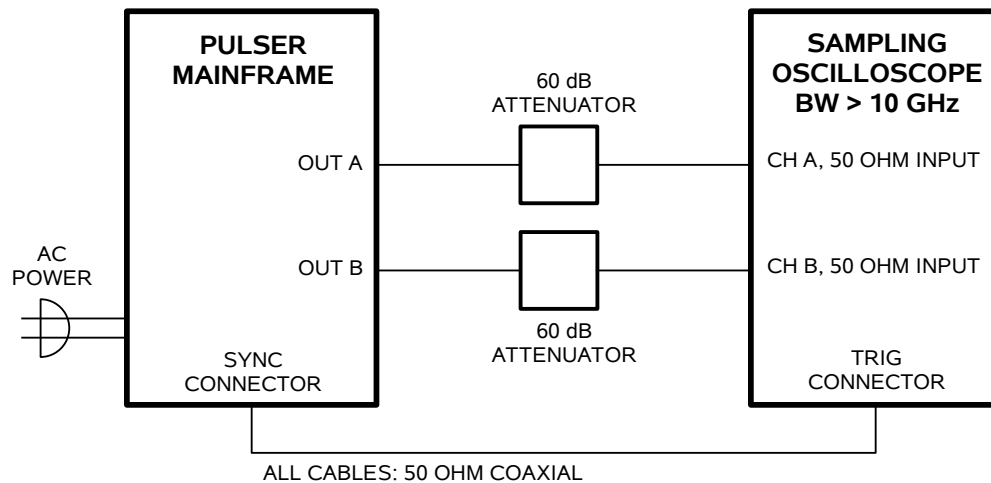 PULSER
MAINFRAME
SAMPLING
OSCILLOSCOPE
BW > 10 GHz
60 dB
ATTENUATOR
OUT A
CH A, 50 OHM INPUT
AC
POWER
OUT B
CH B, 50 OHM INPUT
60 dB
ATTENUATOR
SYNC
CONNECTOR
TRIG
CONNECTOR
ALL CABLES: 50 OHM COAXIAL